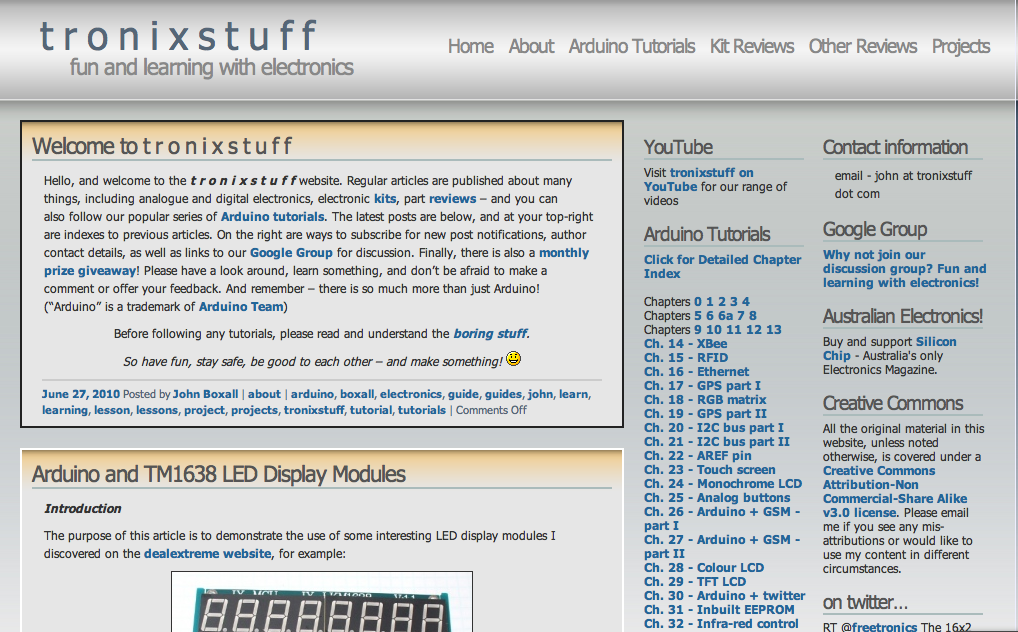 tronixstuff
fun and learning with electronics
Home About Arduino Tutorials Kit Reviews Other Reviews Projects
Welcome to tronixstuff
Hello, and welcome to the tronixstuff website. Regular articles are published about many
things, including analogue and digital electronics, electronic kits, part reviews – and you can
also follow our popular series of Arduino tutorials. The latest posts are below, and at your top-right
are indexes to previous articles. On the right are ways to subscribe for new post notifications, author
contact details, as well as links to our Google Group for discussion. Finally, there is also a monthly
prize giveaway! Please have a look around, learn something, and don't be afraid to make a
comment or offer your feedback. And remember – there is so much more than just Arduino!
("Arduino" is a trademark of Arduino Team)
Before following any tutorials, please read and understand the boring stuff.
So have fun, stay safe, be good to each other – and make something!
June 27, 2010 Posted by John Boxall | about | arduino, boxall, electronics, guide, guides, john, learn,
learning, lesson, lessons, project, projects, tronixstuff, tutorial, tutorials | Comments Off
Arduino and TM1638 LED Display Modules
Introduction
The purpose of this article is to demonstrate the use of some interesting LED display modules I
discovered on the dealextreme website, for example:
YouTube
Visit tronixstuff on
YouTube for our range of
videos
Arduino Tutorials
Click for Detailed Chapter
Index
Chapters 0 1 2 3 4
Chapters 5 6 6a 7 8
Chapters 9 10 11 12 13
Ch. 14 - XBee
Ch. 15 - RFID
Ch. 16 - Ethernet
Ch. 17 - GPS part I
Ch. 18 - RGB matrix
Ch. 19 - GPS part II
Ch. 20 - I2C bus part I
Ch. 21 - I2C bus part II
Ch. 22 - AREF pin
Ch. 23 - Touch screen
Ch. 24 - Monochrome LCD
Ch. 25 - Analog buttons
Ch. 26 - Arduino + GSM -
part I
Ch. 27 - Arduino + GSM -
part II
Ch. 28 - Colour LCD
Ch. 29 - TFT LCD
Ch. 30 - Arduino + twitter
Ch. 31 - Inbuilt EEPROM
Ch. 32 - Infra-red control
Contact information
email - john at tronixstuff
dot com
Google Group
Why not join our
discussion group? Fun and
learning with electronics!
Australian Electronics!
Buy and support Silicon
Chip - Australia's only
Electronics Magazine.
Creative Commons
All the original material in this
website, unless noted
otherwise, is covered under a
Creative Commons
Attribution-Non
Commercial-Share Alike
v3.0 license. Please email
me if you see any mis-
attributions or would like to
use my content in different
circumstances.
on twitter...
RT @freetronics The 16x2